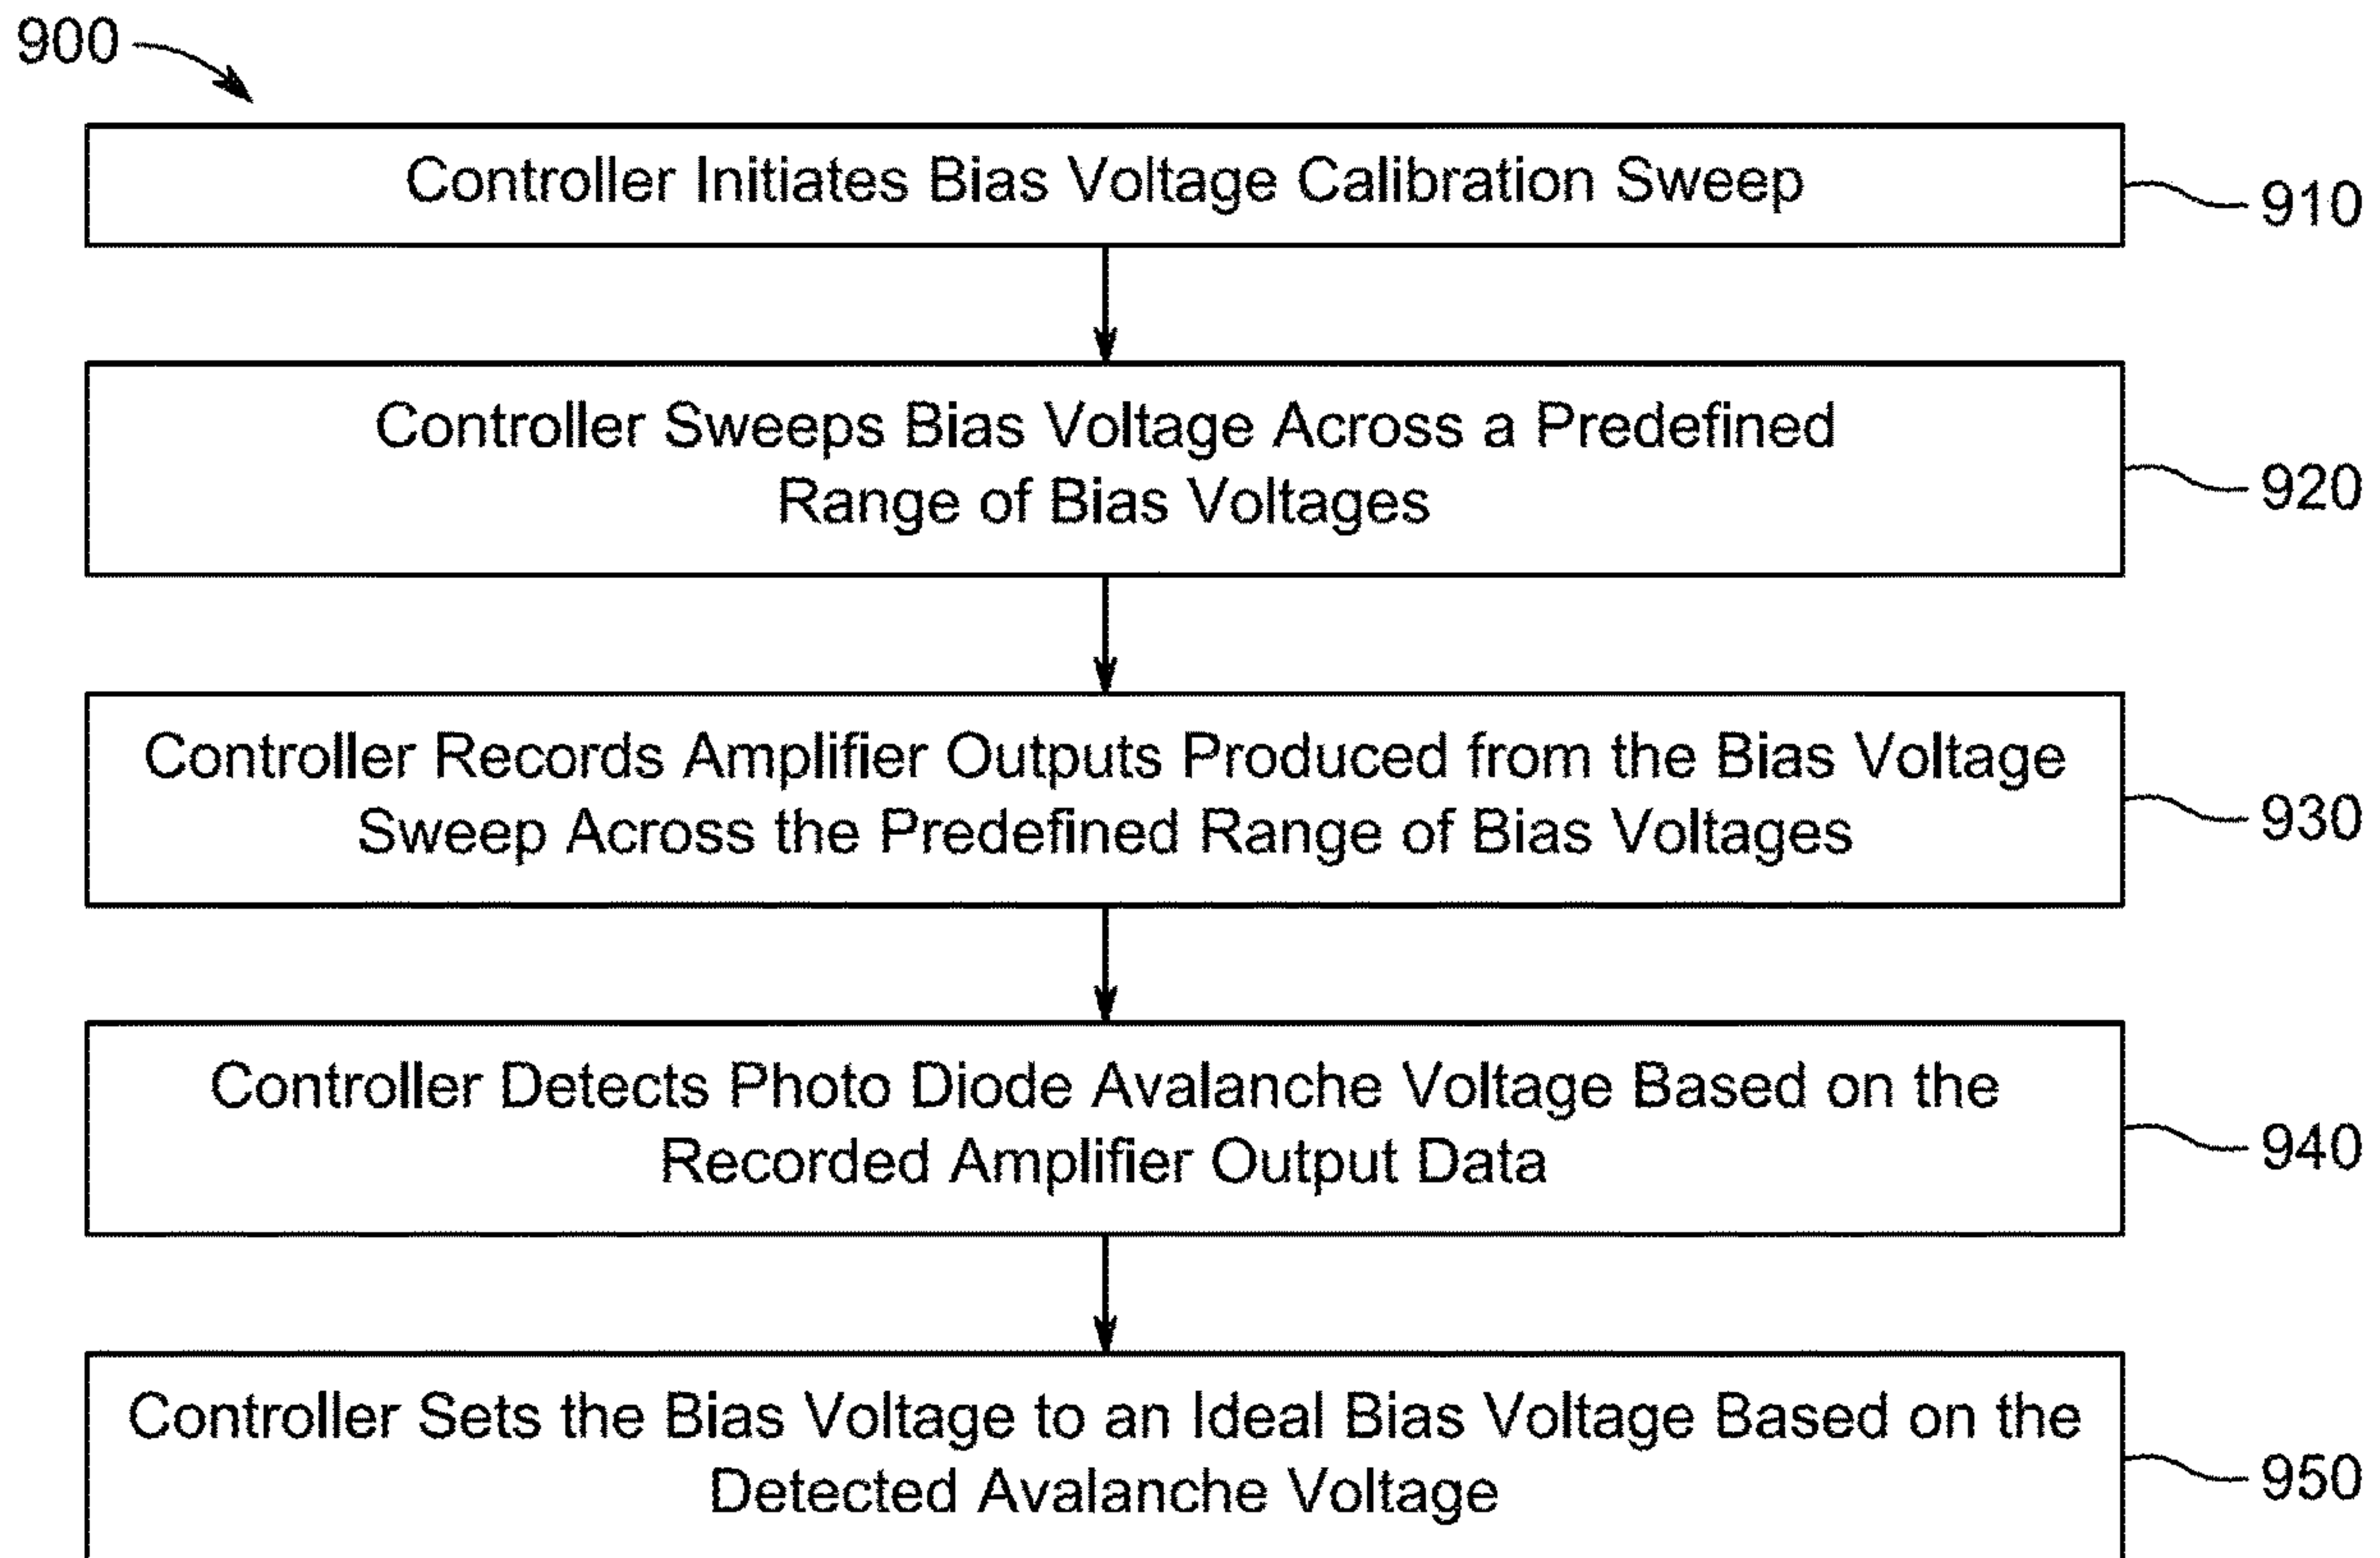 900
Controller Initiates Bias Voltage Calibration Sweep
910
Controller Sweeps Bias Voltage Across a Predefined
Range of Bias Voltages
920
Controller Records Amplifier Outputs Produced from the Bias Voltage
Sweep Across the Predefined Range of Bias Voltages
930
Controller Detects Photo Diode Avalanche Voltage Based on the
Recorded Amplifier Output Data
940
Controller Sets the Bias Voltage to an Ideal Bias Voltage Based on the
Detected Avalanche Voltage
950